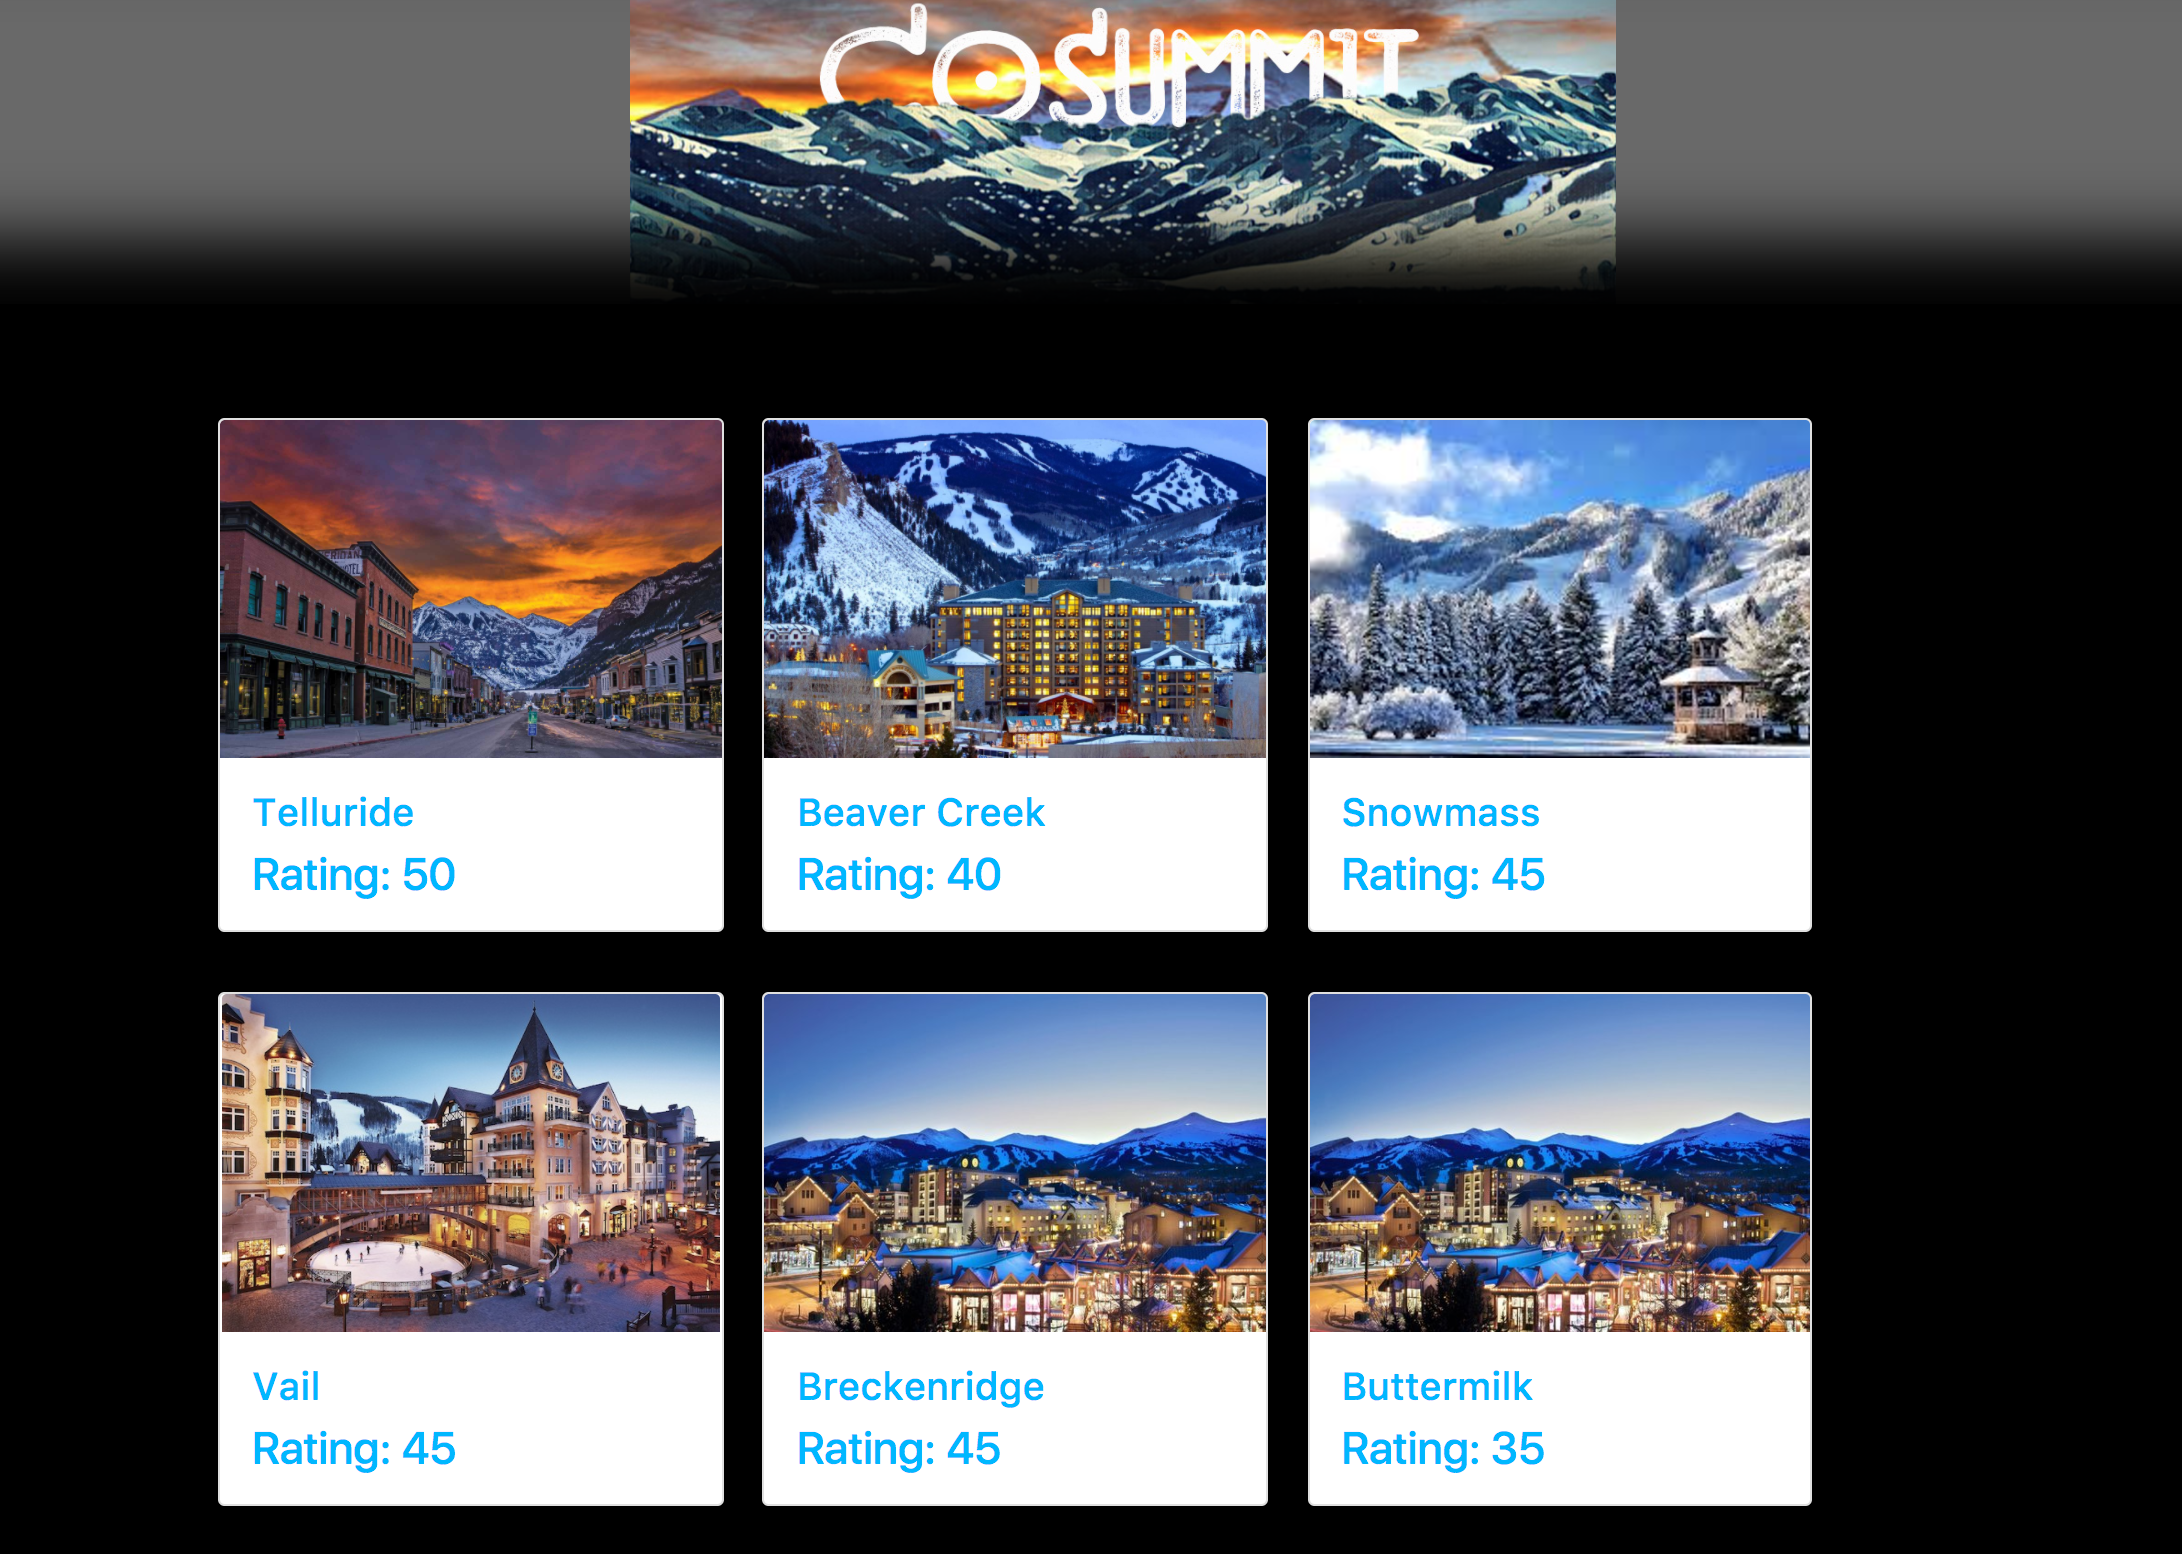 COSUMMIT
HOTEL
Telluride
Rating: 50
Beaver Creek
Rating: 40
Snowmass
Rating: 45
Vail
Rating: 45
Breckenridge
Rating: 45
Buttermilk
Rating: 35